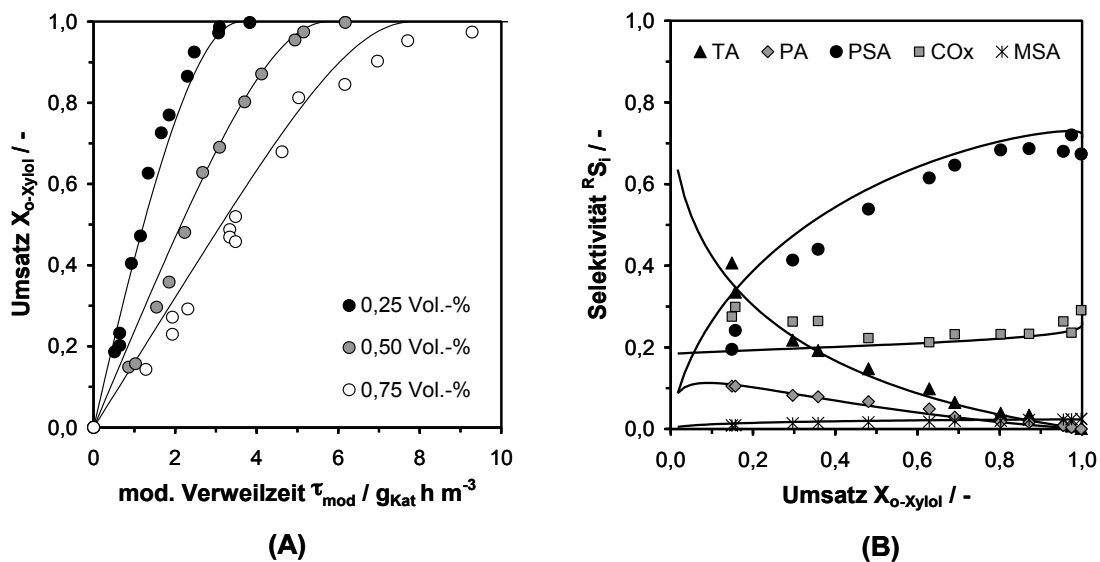 1,0
0,8
0,6
0,4
0,2
0,0
Umsatz X_o-Xylol / -
0,25 Vol.-%
0,50 Vol.-%
0,75 Vol.-%
0 2 4 6 8 10
mod. Verweilzeit τ_mod / g_Kat h m^-3
(A)
TA PA PSA COx MSA
1,0
0,8
0,6
0,4
0,2
0,0
Selektivität ^RS_i / -
0,0 0,2 0,4 0,6 0,8 1,0
Umsatz X_o-Xylol / -
(B)